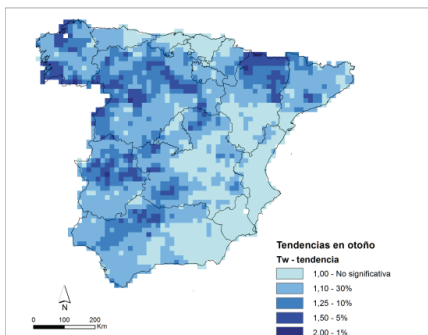 Tendencias en otoño
Tw - tendencia
1,00 - No significativa
1,10 - 30%
1,25 - 10%
1,50 - 5%
2,00 - 1%
N
0 100 200
Km